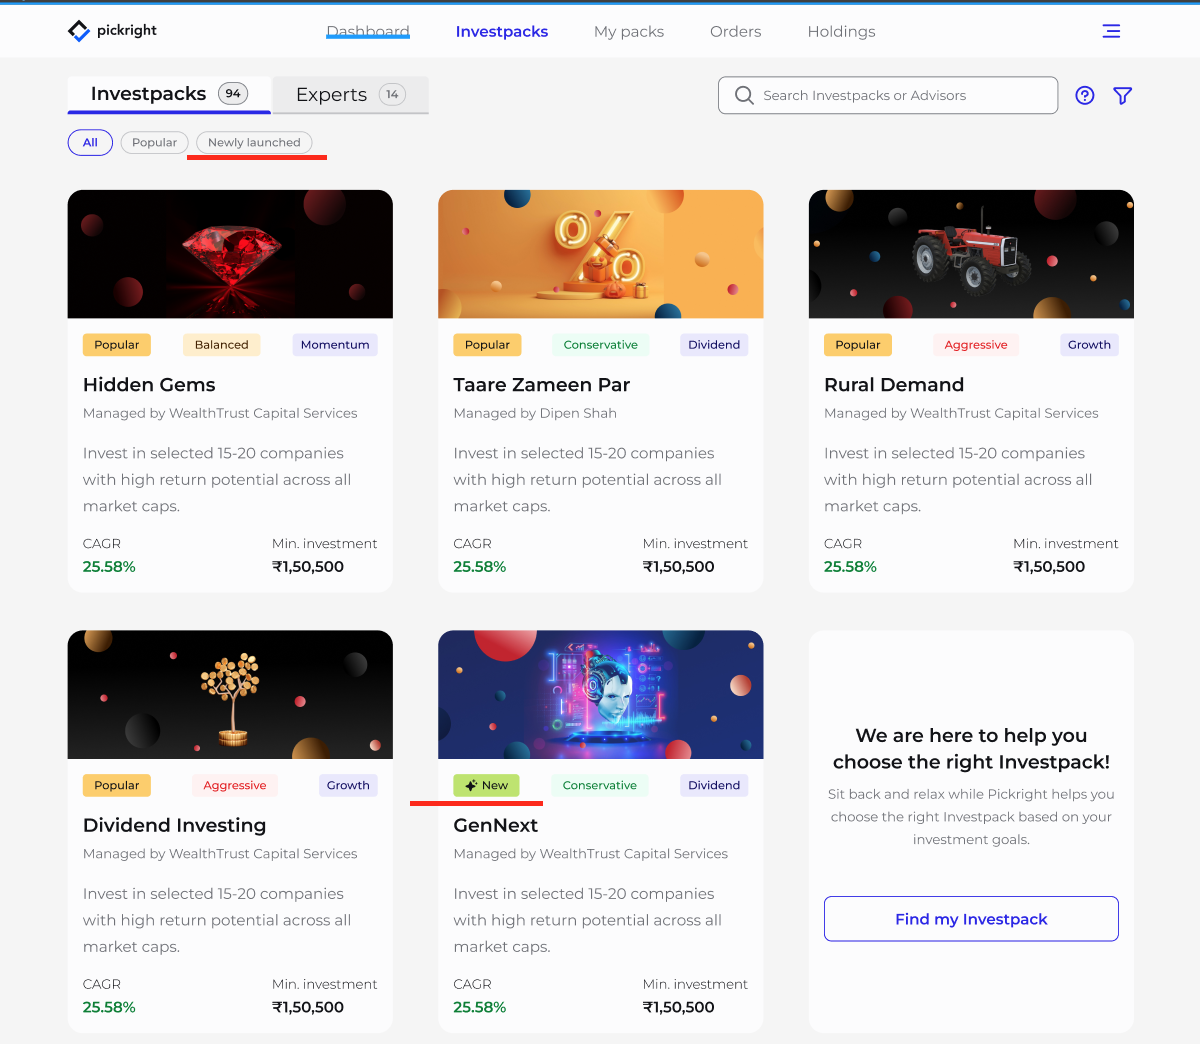 pickright
Dashboard
Investpacks
My packs
Orders
Holdings
Investpacks 94
Experts 14
Search Investpacks or Advisors
All
Popular
Newly launched
Popular
Balanced
Momentum
Hidden Gems
Managed by WealthTrust Capital Services
Invest in selected 15-20 companies
with high return potential across all
market caps.
CAGR
Min. investment
25.58%
₹1,50,500
Popular
Conservative
Dividend
Taare Zameen Par
Managed by Dipen Shah
Invest in selected 15-20 companies
with high return potential across all
market caps.
CAGR
Min. investment
25.58%
₹1,50,500
Popular
Aggressive
Growth
Rural Demand
Managed by WealthTrust Capital Services
Invest in selected 15-20 companies
with high return potential across all
market caps.
CAGR
Min. investment
25.58%
₹1,50,500
Popular
Aggressive
Growth
Dividend Investing
Managed by WealthTrust Capital Services
Invest in selected 15-20 companies
with high return potential across all
market caps.
CAGR
Min. investment
25.58%
₹1,50,500
New
Conservative
Dividend
GenNext
Managed by WealthTrust Capital Services
Invest in selected 15-20 companies
with high return potential across all
market caps.
CAGR
Min. investment
25.58%
₹1,50,500
We are here to help you
choose the right Investpack!
Sit back and relax while Pickright helps you
choose the right Investpack based on your
investment goals.
Find my Investpack